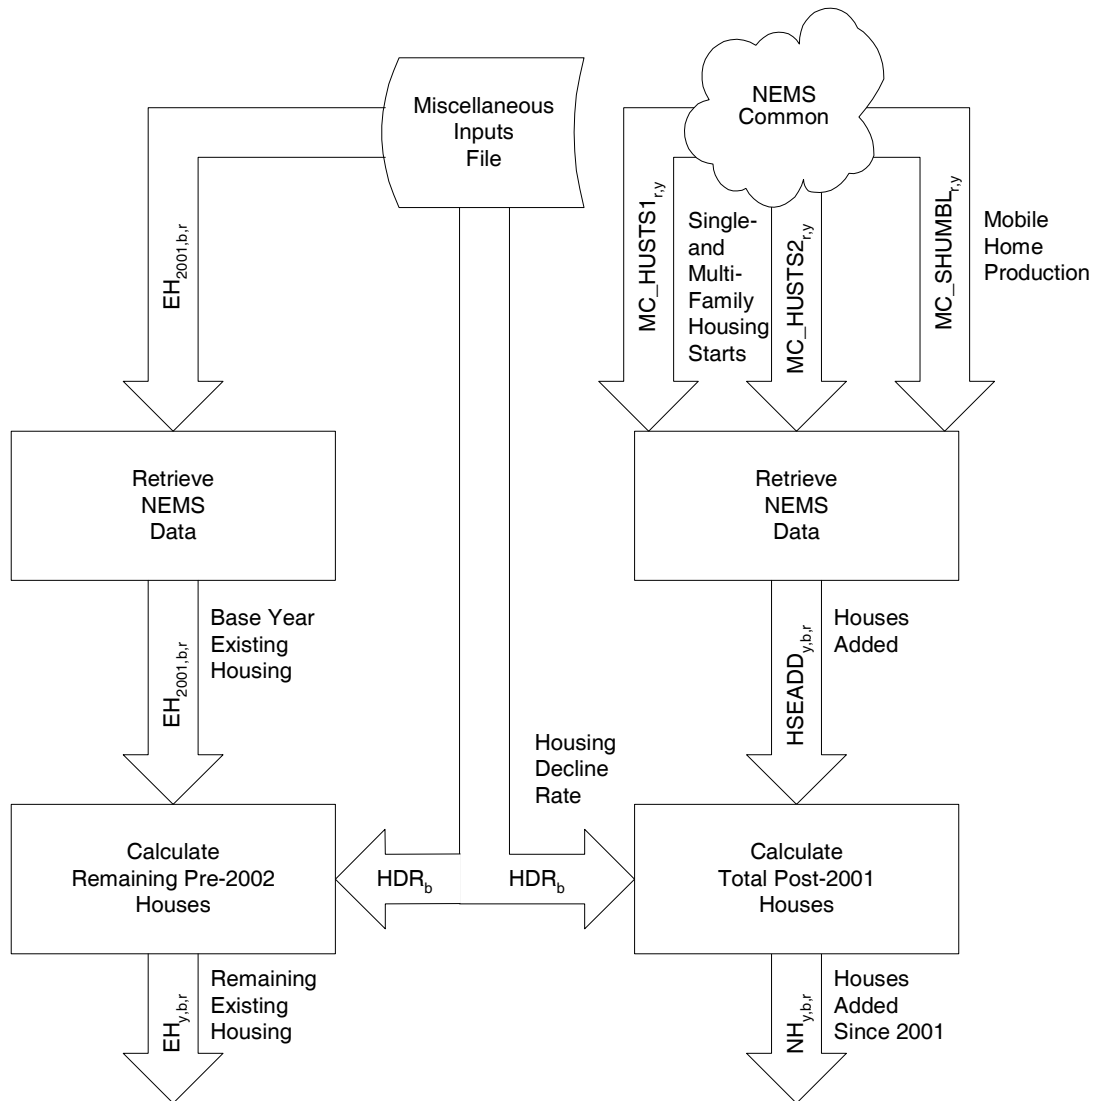 Miscellaneous
Inputs
File
NEMS
Common
EH2001,b,r
MC_HUSTS1r,y
Single-
and
Multi-
Family
Housing
Starts
MC_HUSTS2r,y
MC_SHUMBLr,y
Mobile
Home
Production
Retrieve
NEMS
Data
Retrieve
NEMS
Data
EH2001,b,r
Base Year
Existing
Housing
HSEADDy,b,r
Houses
Added
Housing
Decline
Rate
Calculate
Remaining Pre-2002
Houses
HDRb
HDRb
Calculate
Total Post-2001
Houses
EHy,b,r
Remaining
Existing
Housing
NHy,b,r
Houses
Added
Since 2001